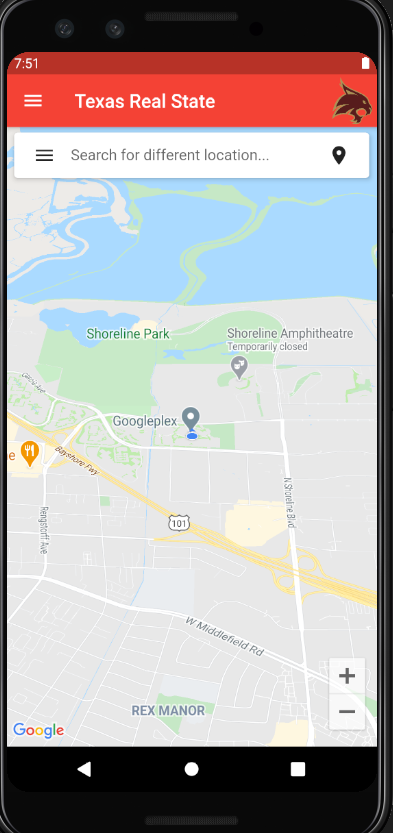 7:51
Texas Real State
Search for different location...
Shoreline Park
Shoreline Amphitheatre
Temporarily closed
Googleplex
e
Bayshore Fwy
N Shoreline Blvd
Rengstorff Ave
101
W Middlefield Rd
REX MANOR
+
−
Google